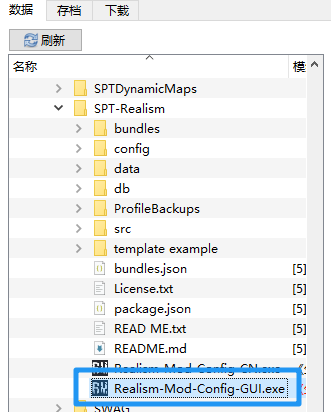 数据 存档 下载
刷新
名称 模
SPTDynamicMaps
SPT-Realism
bundles
config
data
db
ProfileBackups
src
template example
bundles.json [5]
License.txt [5]
package.json [5]
READ ME.txt [5]
README.md [5]
Realism-Mod-Config-CN.exe
Realism-Mod-Config-GUI.exe [5]
SWAG